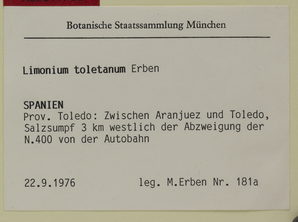 Botanische Staatssammlung München
Limonium toletanum Erben
SPANIEN
Prov. Toledo: Zwischen Aranjuez und Toledo,
Salzsumpf 3 km westlich der Abzweigung der
N.400 von der Autobahn
22.9.1976 leg. M.Erben Nr. 181a